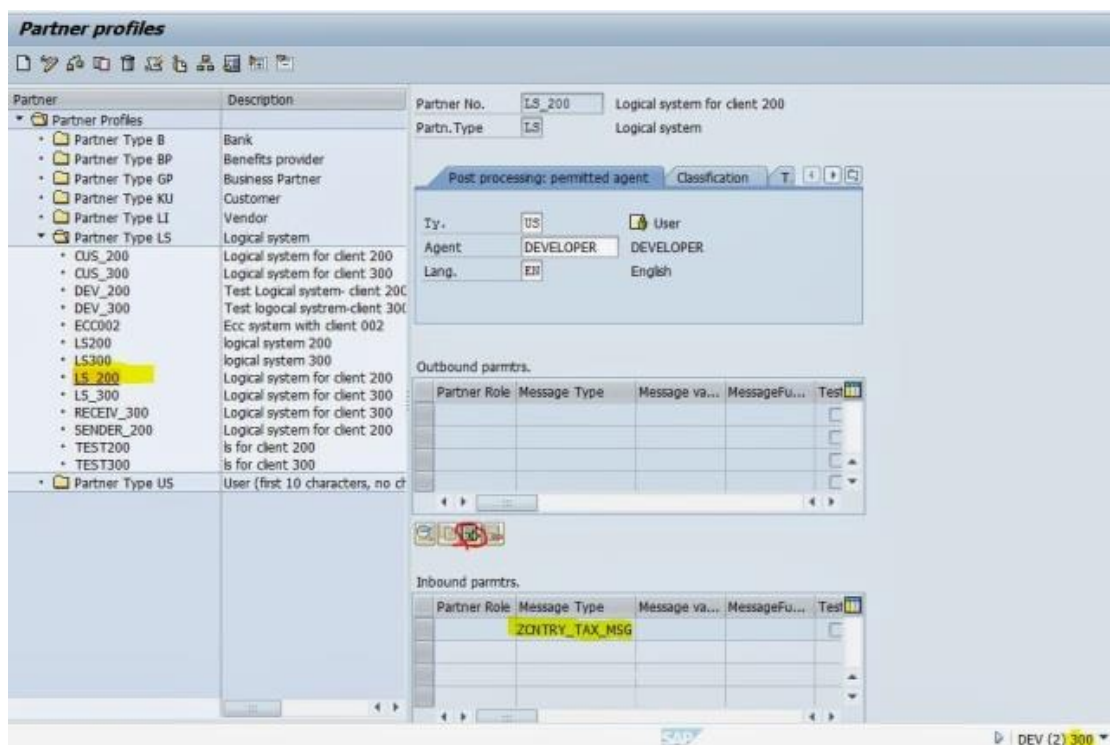 Partner profiles
Partner Description
Partner Profiles
Partner Type B Bank
Partner Type BP Benefits provider
Partner Type GP Business Partner
Partner Type KU Customer
Partner Type LI Vendor
Partner Type LS Logical system
CUS_200 Logical system for client 200
CUS_300 Logical system for client 300
DEV_200 Test Logical system- client 200
DEV_300 Test logocal systrem-client 300
ECC002 Ecc system with client 002
LS200 logical system 200
LS300 logical system 300
LS_200 Logical system for client 200
LS_300 Logical system for client 300
RECEIV_300 Logical system for client 300
SENDER_200 Logical system for client 200
TEST200 ls for client 200
TEST300 ls for client 300
Partner Type US User (first 10 characters, no ch
Partner No. LS_200 Logical system for client 200
Partn.Type LS Logical system
Post processing: permitted agent Classification T
Ty. US User
Agent DEVELOPER DEVELOPER
Lang. EN English
Outbound parmtrs.
Partner Role Message Type Message va... MessageFu... Test
Inbound parmtrs.
Partner Role Message Type Message va... MessageFu... Test
ZCNTRY_TAX_MSG
SAP DEV (2) 300